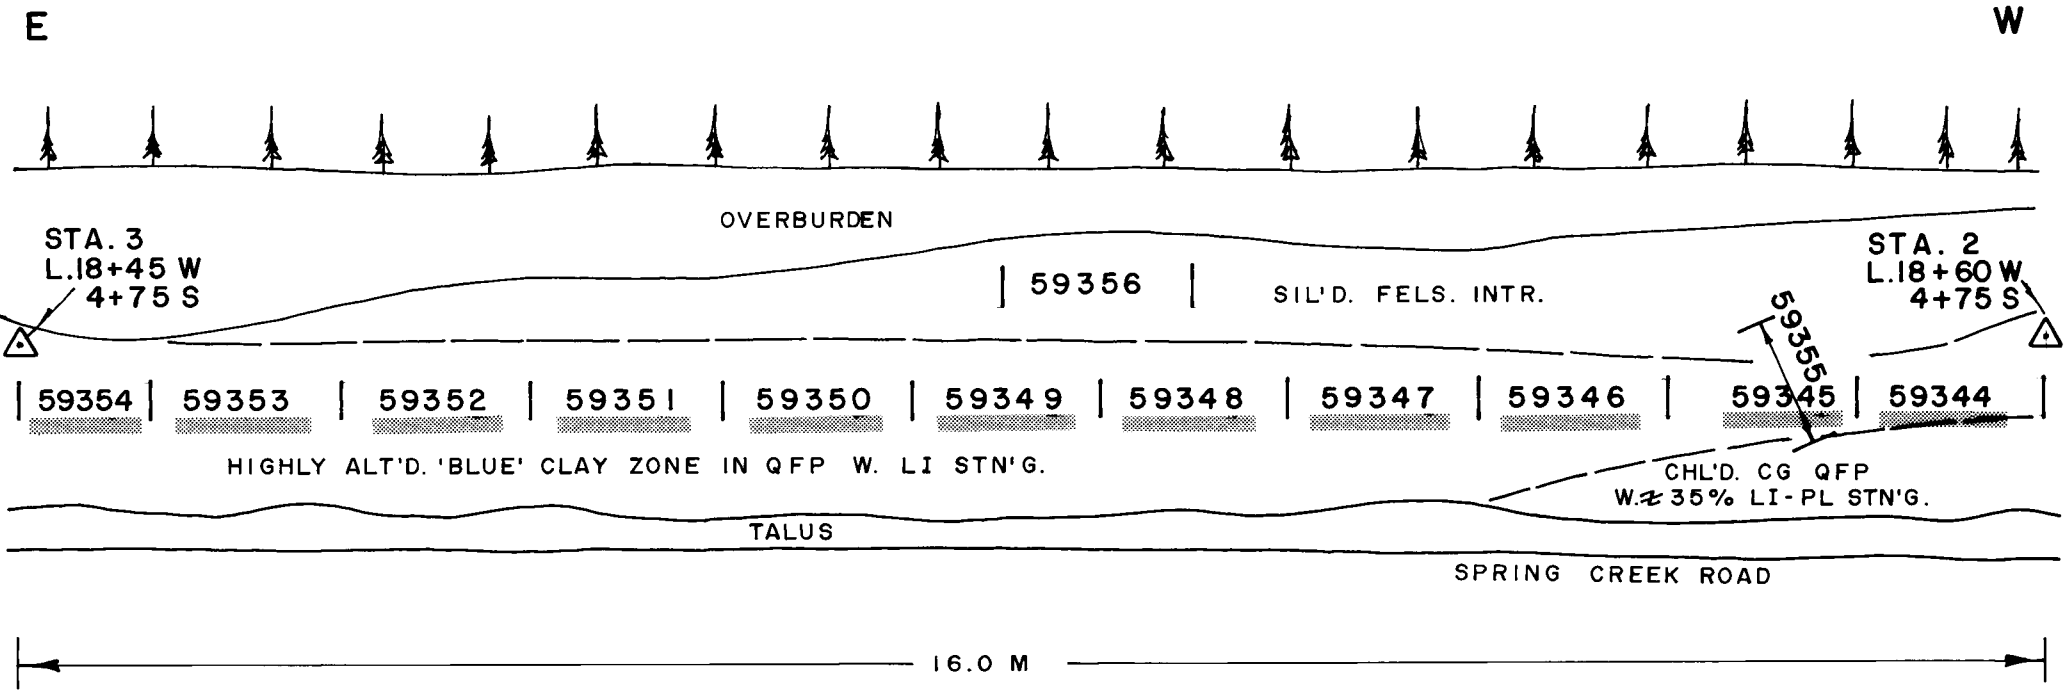 E
W
OVERBURDEN
STA. 3
L.18+45 W
4+75 S
STA. 2
L.18+60 W
4+75 S
59356
SIL'D. FELS. INTR.
59355
59354
59353
59352
59351
59350
59349
59348
59347
59346
59345
59344
HIGHLY ALT'D. 'BLUE' CLAY ZONE IN QFP W. LI STN'G.
CHL'D. CG QFP
W. ≈ 35% LI-PL STN'G.
TALUS
SPRING CREEK ROAD
16.0 M